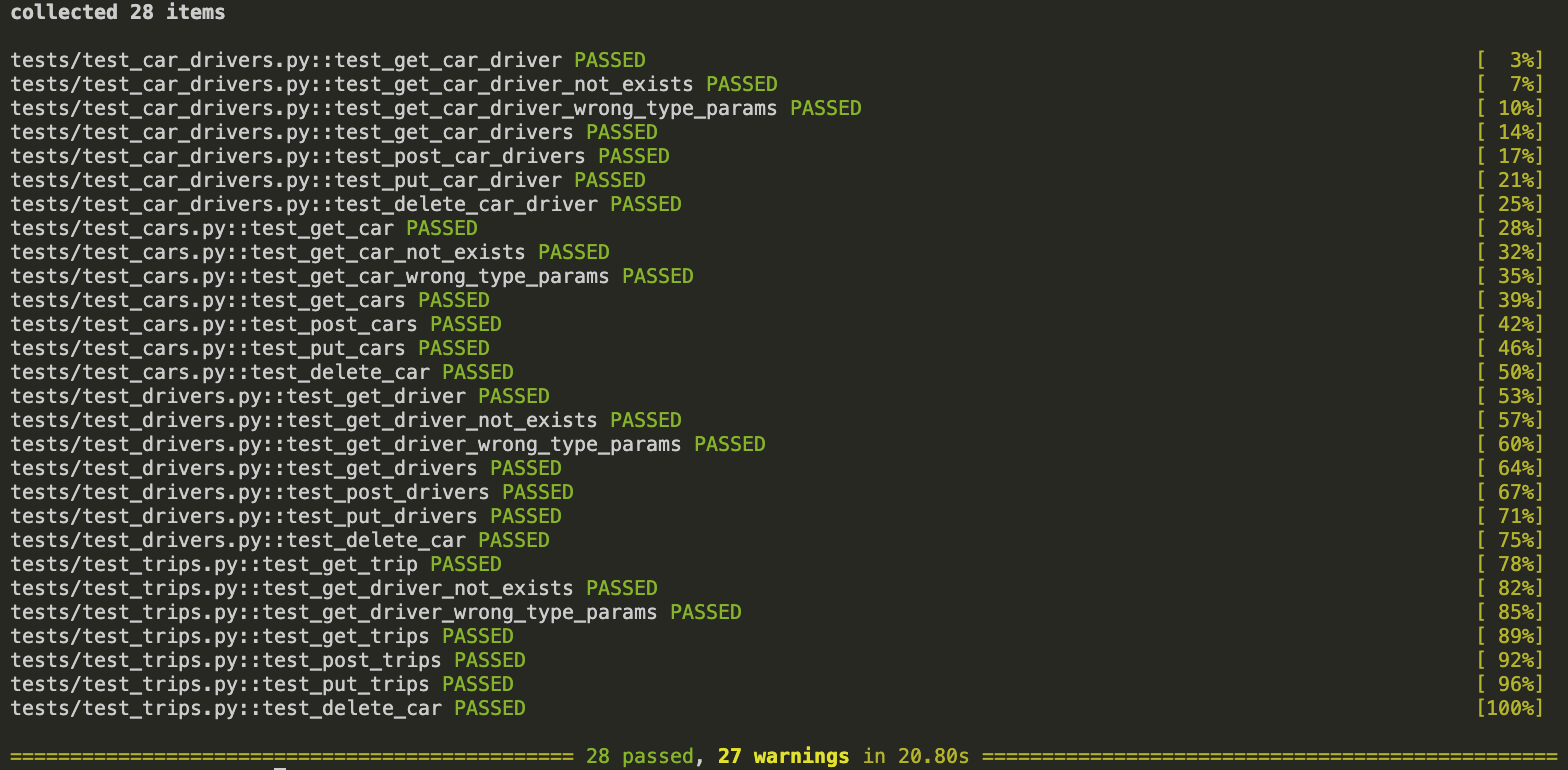 collected 28 items
tests/test_car_drivers.py::test_get_car_driver PASSED [  3%]
tests/test_car_drivers.py::test_get_car_driver_not_exists PASSED [  7%]
tests/test_car_drivers.py::test_get_car_driver_wrong_type_params PASSED [ 10%]
tests/test_car_drivers.py::test_get_car_drivers PASSED [ 14%]
tests/test_car_drivers.py::test_post_car_drivers PASSED [ 17%]
tests/test_car_drivers.py::test_put_car_driver PASSED [ 21%]
tests/test_car_drivers.py::test_delete_car_driver PASSED [ 25%]
tests/test_cars.py::test_get_car PASSED [ 28%]
tests/test_cars.py::test_get_car_not_exists PASSED [ 32%]
tests/test_cars.py::test_get_car_wrong_type_params PASSED [ 35%]
tests/test_cars.py::test_get_cars PASSED [ 39%]
tests/test_cars.py::test_post_cars PASSED [ 42%]
tests/test_cars.py::test_put_cars PASSED [ 46%]
tests/test_cars.py::test_delete_car PASSED [ 50%]
tests/test_drivers.py::test_get_driver PASSED [ 53%]
tests/test_drivers.py::test_get_driver_not_exists PASSED [ 57%]
tests/test_drivers.py::test_get_driver_wrong_type_params PASSED [ 60%]
tests/test_drivers.py::test_get_drivers PASSED [ 64%]
tests/test_drivers.py::test_post_drivers PASSED [ 67%]
tests/test_drivers.py::test_put_drivers PASSED [ 71%]
tests/test_drivers.py::test_delete_car PASSED [ 75%]
tests/test_trips.py::test_get_trip PASSED [ 78%]
tests/test_trips.py::test_get_driver_not_exists PASSED [ 82%]
tests/test_trips.py::test_get_driver_wrong_type_params PASSED [ 85%]
tests/test_trips.py::test_get_trips PASSED [ 89%]
tests/test_trips.py::test_post_trips PASSED [ 92%]
tests/test_trips.py::test_put_trips PASSED [ 96%]
tests/test_trips.py::test_delete_car PASSED [100%]
=============================================== 28 passed, 27 warnings in 20.80s ================================================